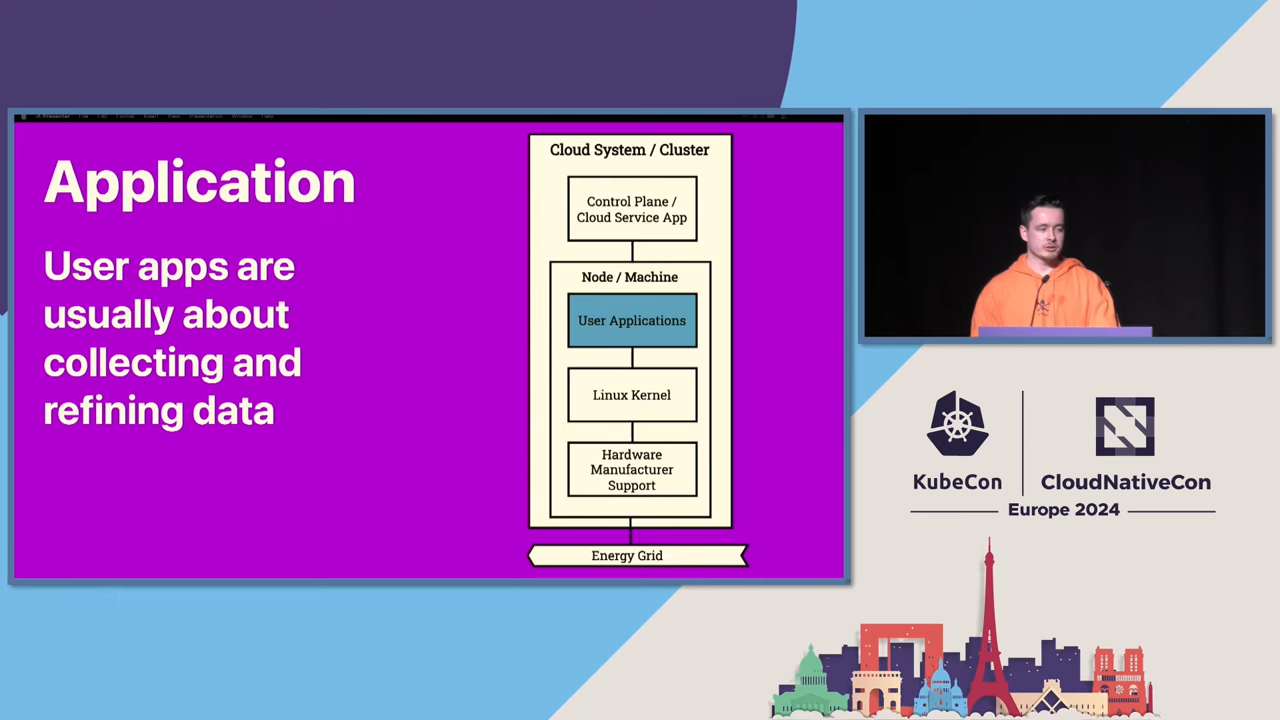 Application
User apps are
usually about
collecting and
refining data
Cloud System / Cluster
Control Plane /
Cloud Service App
Node / Machine
User Applications
Linux Kernel
Hardware
Manufacturer
Support
Energy Grid
KubeCon
CloudNativeCon
Europe 2024